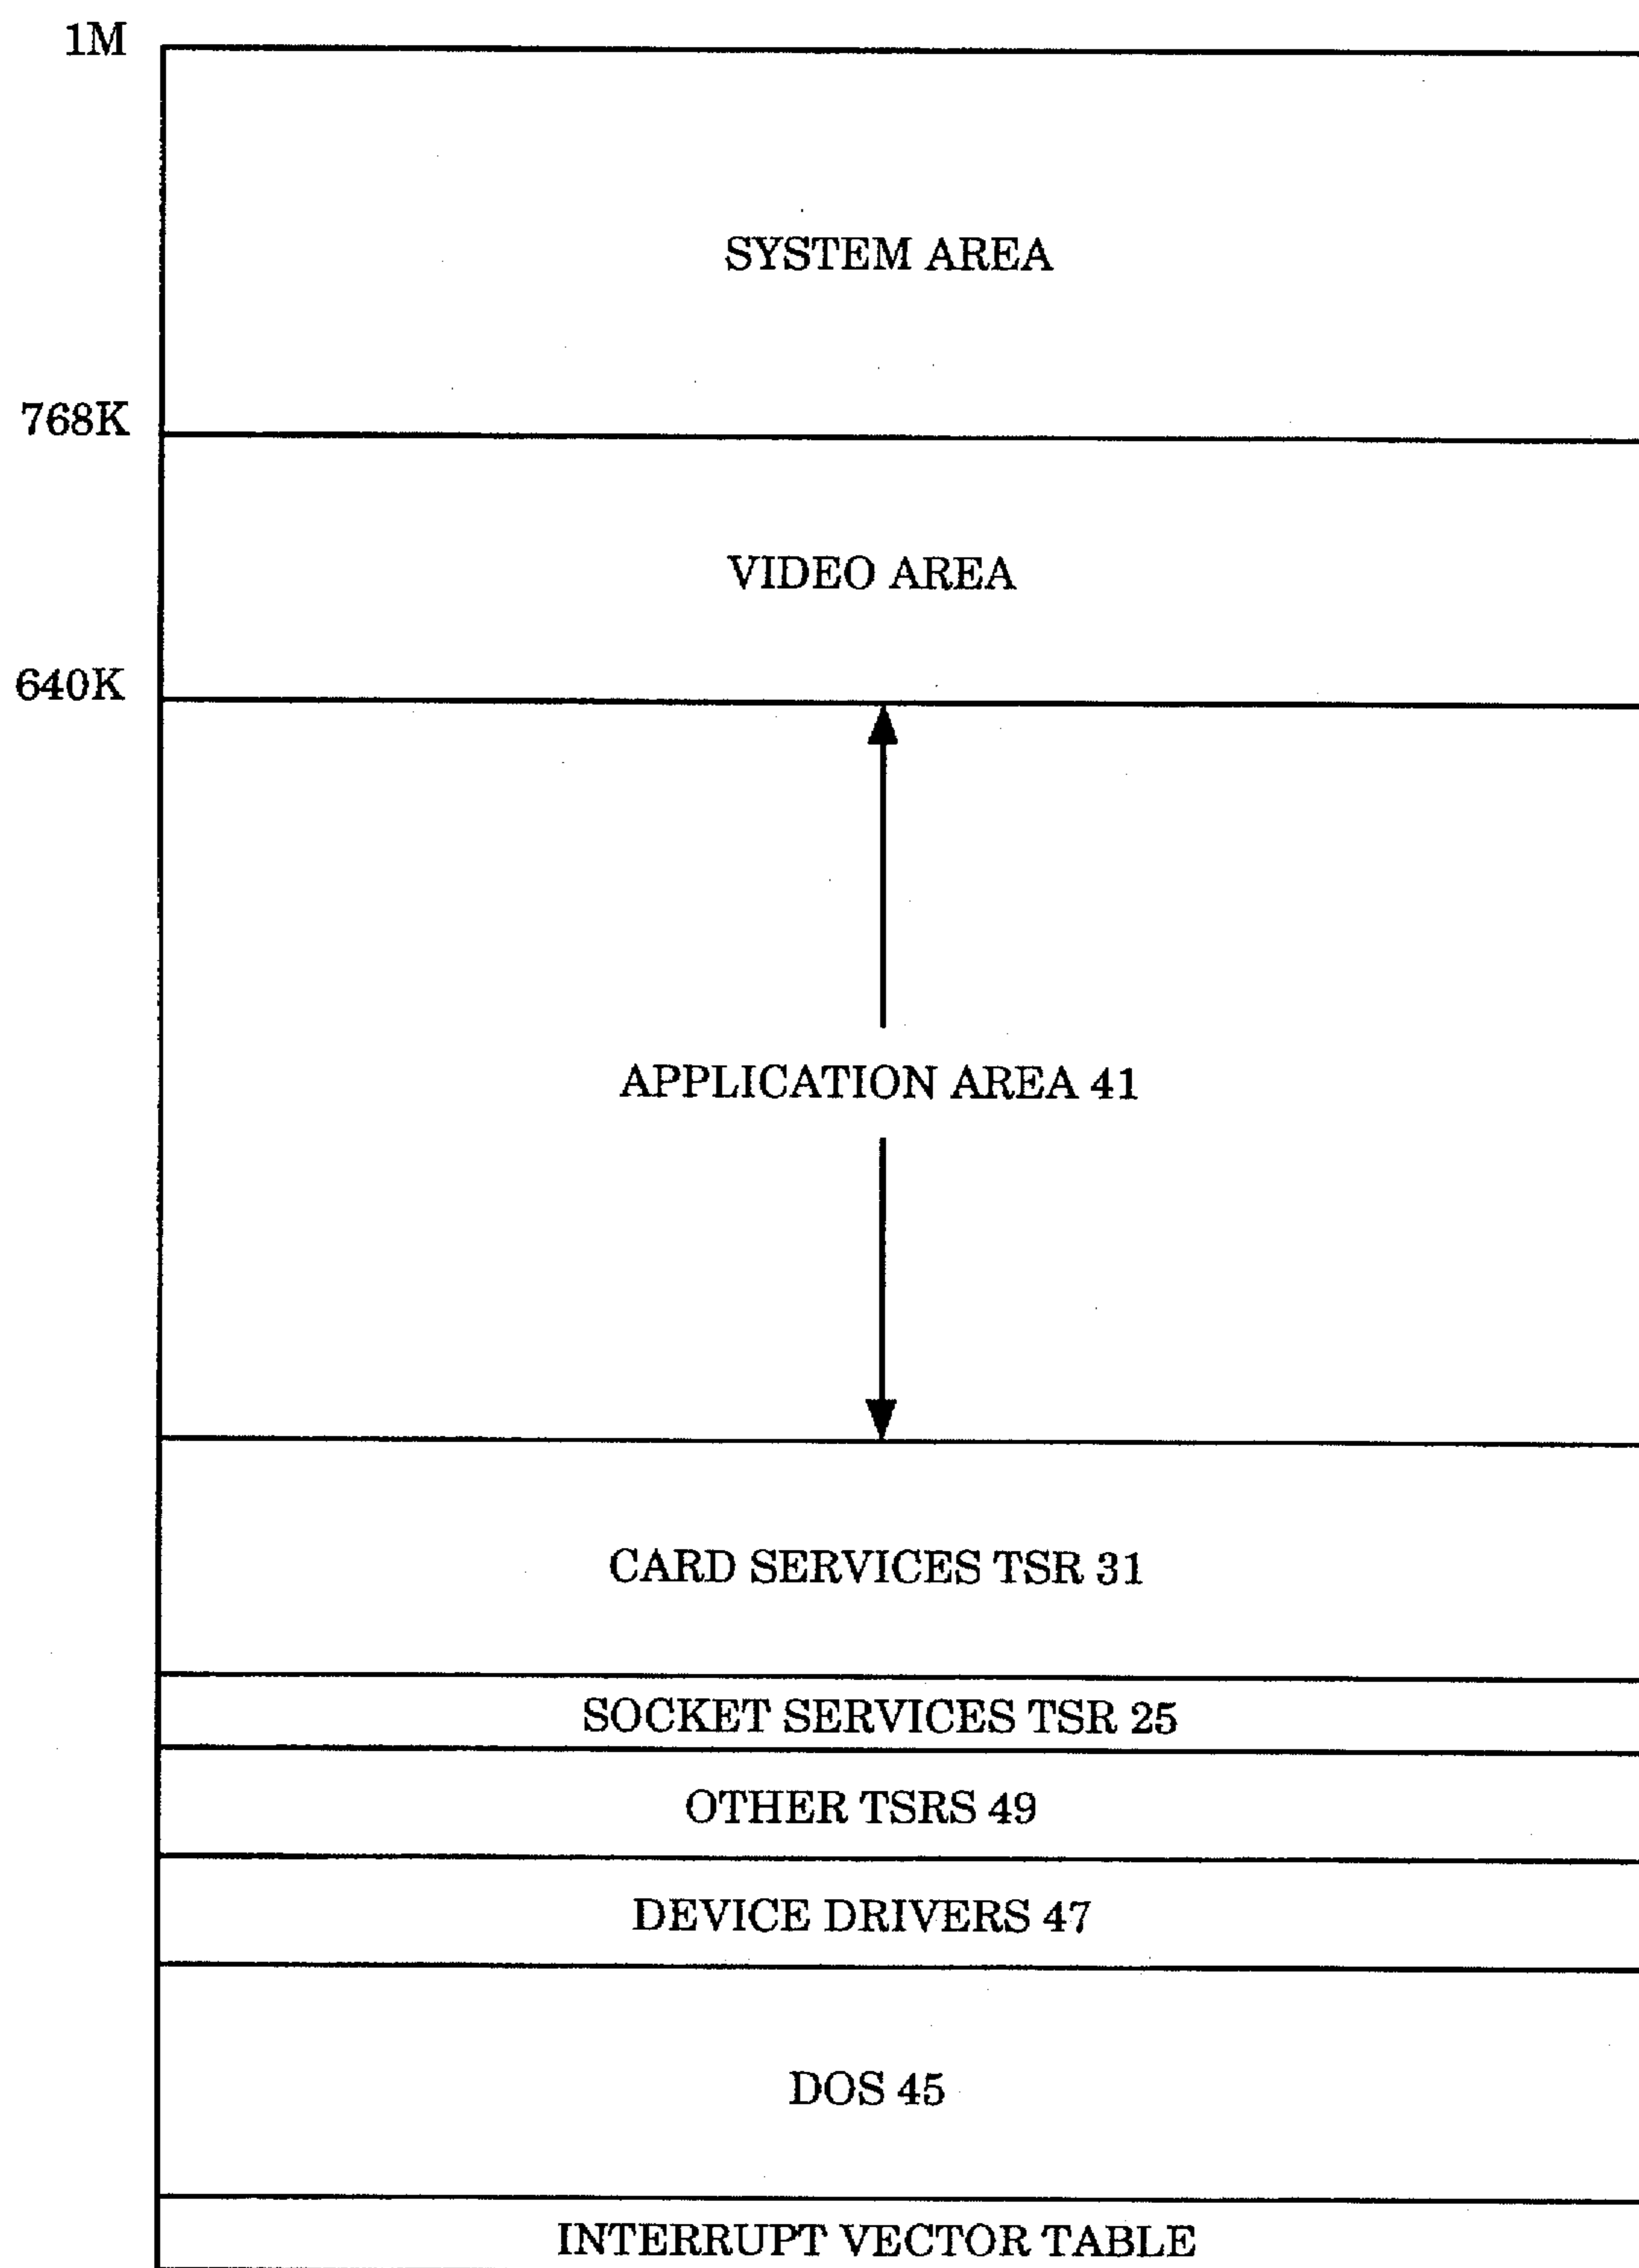 1M
SYSTEM AREA
768K
VIDEO AREA
640K
APPLICATION AREA 41
CARD SERVICES TSR 31
SOCKET SERVICES TSR 25
OTHER TSRS 49
DEVICE DRIVERS 47
DOS 45
INTERRUPT VECTOR TABLE